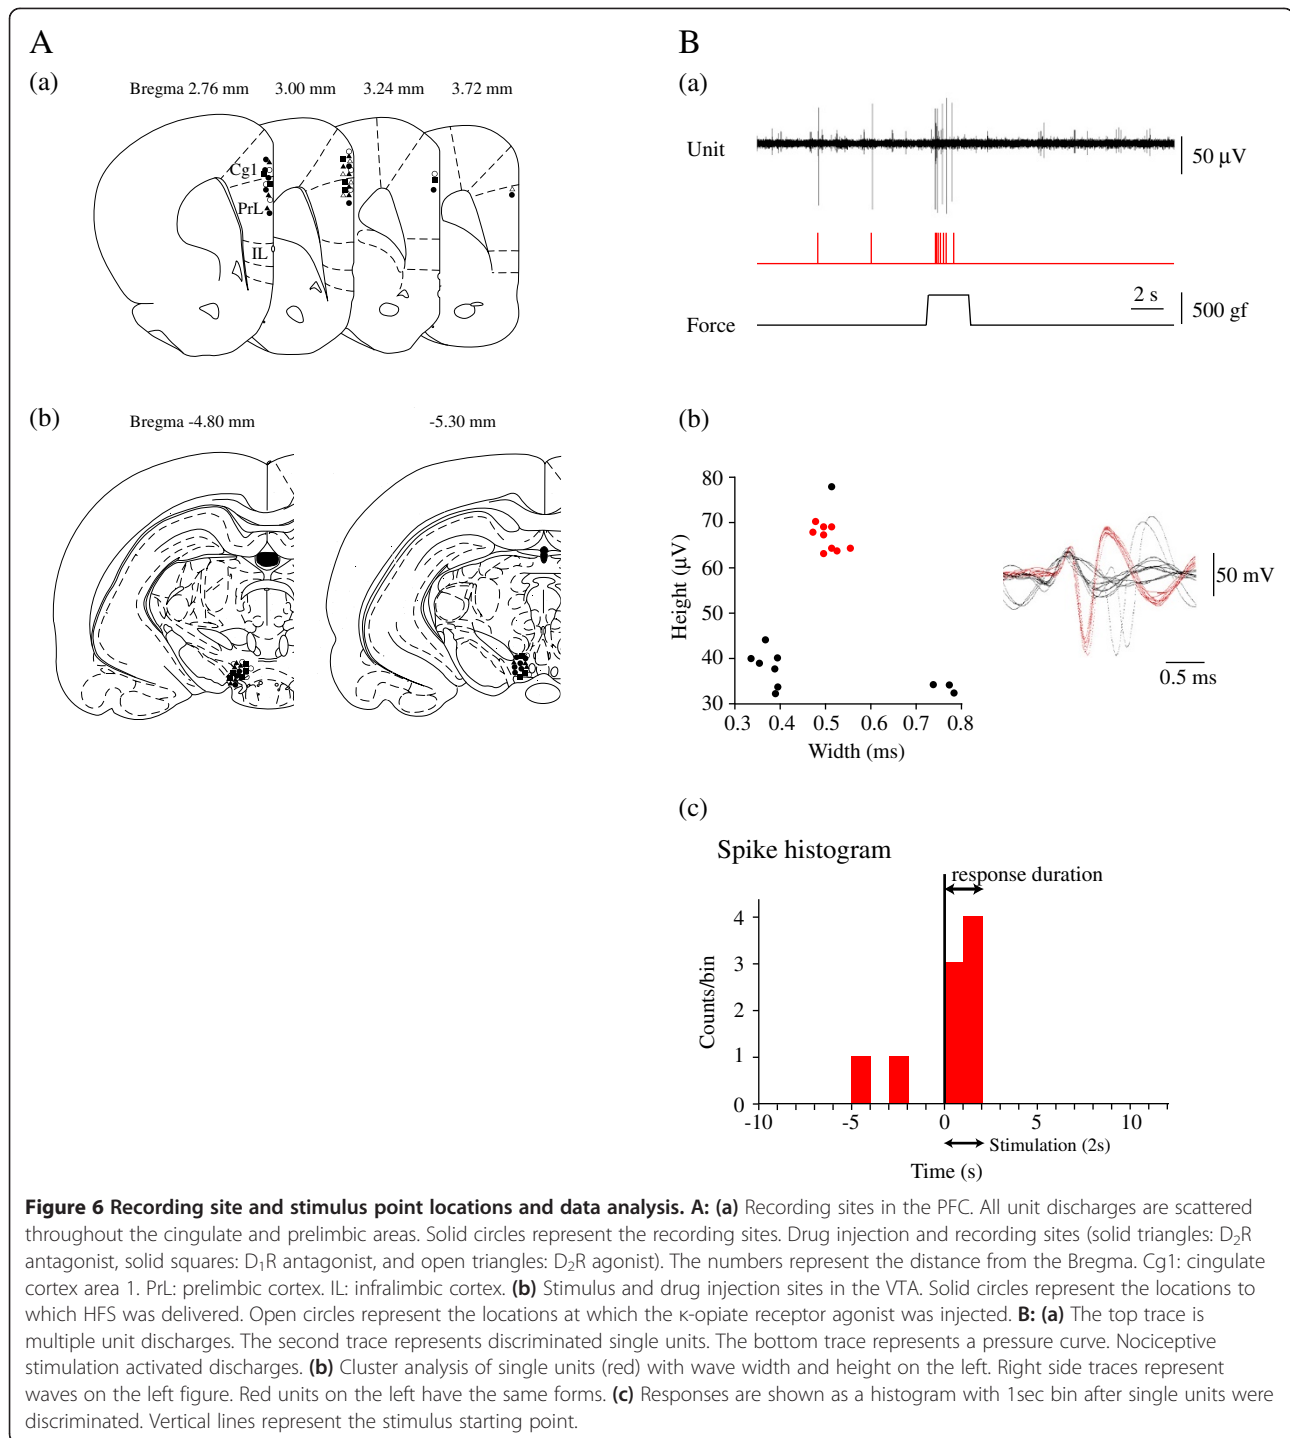 A
(a)
Bregma 2.76 mm 3.00 mm 3.24 mm 3.72 mm
Cg1
PrL
IL
(b)
Bregma -4.80 mm -5.30 mm
B
(a)
Unit
50 μV
2 s
500 gf
Force
(b)
80
70
60
50
40
30
Height (μV)
0.3 0.4 0.5 0.6 0.7 0.8
Width (ms)
50 mV
0.5 ms
(c)
Spike histogram
response duration
4
3
2
1
0
Counts/bin
-10 -5 0 5 10
Stimulation (2s)
Time (s)
Figure 6 Recording site and stimulus point locations and data analysis. A: (a) Recording sites in the PFC. All unit discharges are scattered
throughout the cingulate and prelimbic areas. Solid circles represent the recording sites. Drug injection and recording sites (solid triangles: D₂R
antagonist, solid squares: D₁R antagonist, and open triangles: D₂R agonist). The numbers represent the distance from the Bregma. Cg1: cingulate
cortex area 1. PrL: prelimbic cortex. IL: infralimbic cortex. (b) Stimulus and drug injection sites in the VTA. Solid circles represent the locations to
which HFS was delivered. Open circles represent the locations at which the κ-opiate receptor agonist was injected. B: (a) The top trace is
multiple unit discharges. The second trace represents discriminated single units. The bottom trace represents a pressure curve. Nociceptive
stimulation activated discharges. (b) Cluster analysis of single units (red) with wave width and height on the left. Right side traces represent
waves on the left figure. Red units on the left have the same forms. (c) Responses are shown as a histogram with 1sec bin after single units were
discriminated. Vertical lines represent the stimulus starting point.